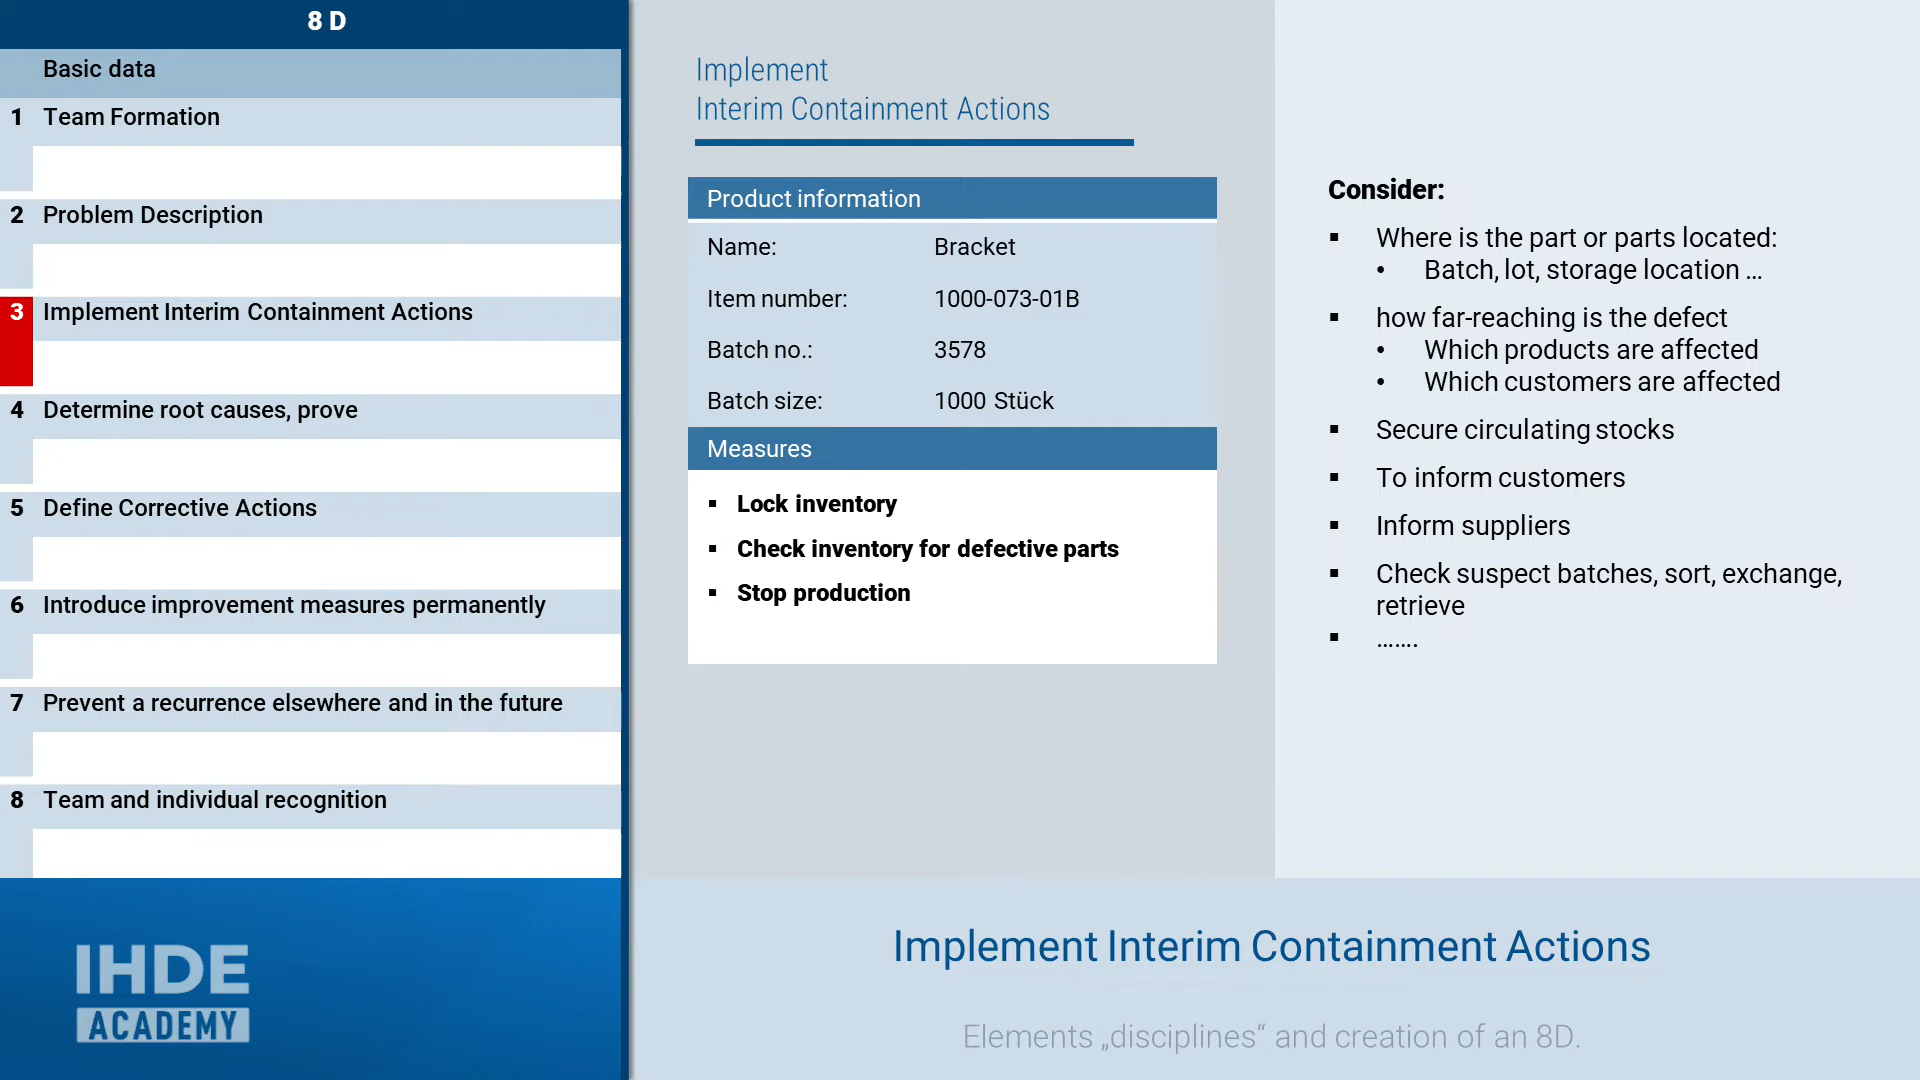 8 D
Basic data
1 Team Formation
2 Problem Description
3 Implement Interim Containment Actions
4 Determine root causes, prove
5 Define Corrective Actions
6 Introduce improvement measures permanently
7 Prevent a recurrence elsewhere and in the future
8 Team and individual recognition
IHDE
ACADEMY
Implement
Interim Containment Actions
Product information
Name: Bracket
Item number: 1000-073-01B
Batch no.: 3578
Batch size: 1000 Stück
Measures
▪ Lock inventory
▪ Check inventory for defective parts
▪ Stop production
Consider:
▪ Where is the part or parts located:
• Batch, lot, storage location ...
▪ how far-reaching is the defect
• Which products are affected
• Which customers are affected
▪ Secure circulating stocks
▪ To inform customers
▪ Inform suppliers
▪ Check suspect batches, sort, exchange,
retrieve
▪ .......
Implement Interim Containment Actions
Elements „disciplines“ and creation of an 8D.